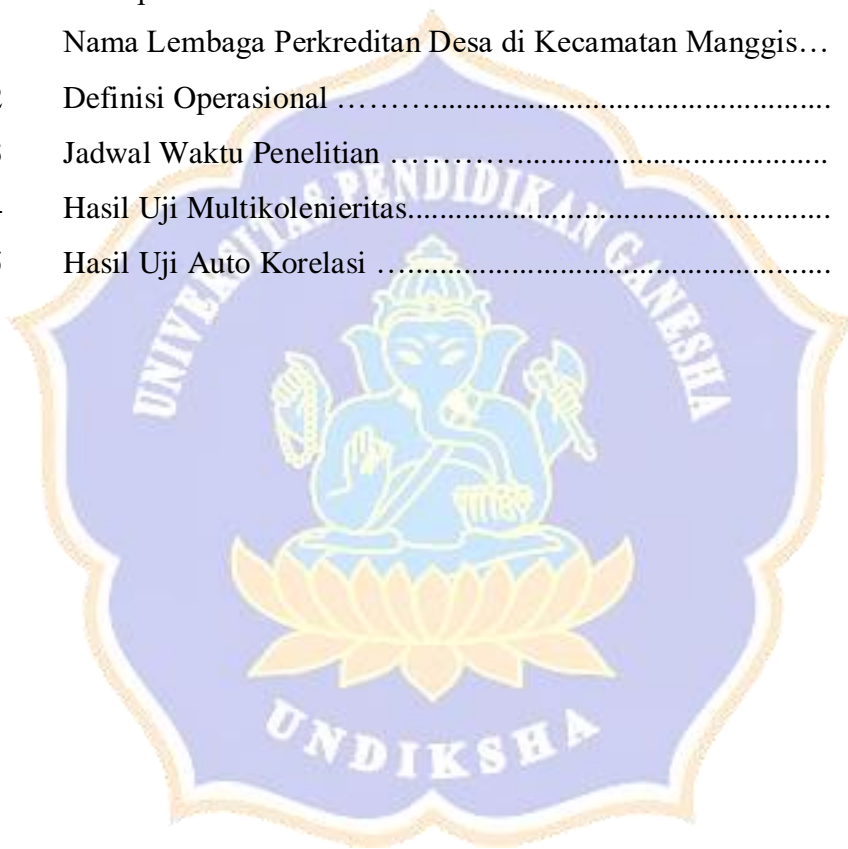 Nama Lembaga Perkreditan Desa di Kecamatan Manggis…
Definisi Operasional ………..................................................
Jadwal Waktu Penelitian …………......................................
Hasil Uji Multikolenieritas.....................................................
Hasil Uji Auto Korelasi ….....................................................
UNIVERSITAS PENDIDIKAN GANESHA
UNDIKSHA